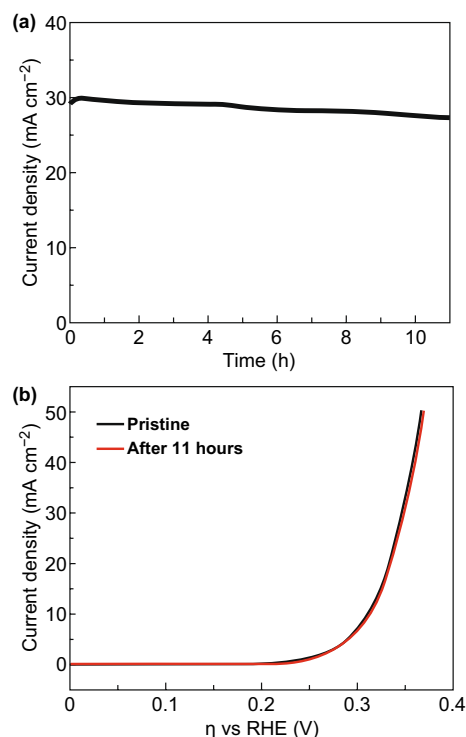 (a)
40
30
20
10
0
Current density (mA cm⁻²)
0 2 4 6 8 10
Time (h)
(b)
50
40
30
20
10
0
Current density (mA cm⁻²)
Pristine
After 11 hours
0 0.1 0.2 0.3 0.4
η vs RHE (V)